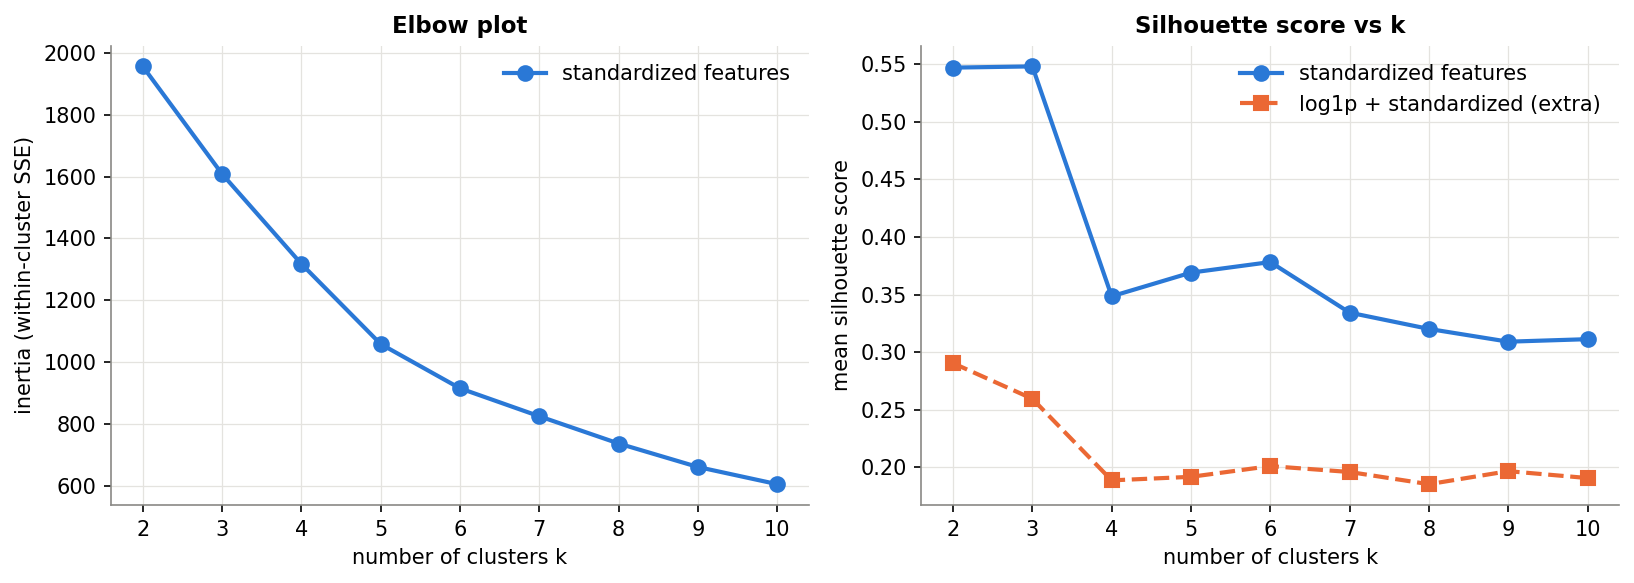 Elbow plot
standardized features
2000
1800
1600
1400
1200
1000
800
600
inertia (within-cluster SSE)
2 3 4 5 6 7 8 9 10
number of clusters k
Silhouette score vs k
standardized features
log1p + standardized (extra)
0.55
0.50
0.45
0.40
0.35
0.30
0.25
0.20
mean silhouette score
2 3 4 5 6 7 8 9 10
number of clusters k